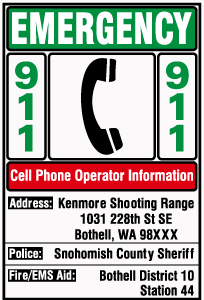 EMERGENCY
911
911
Cell Phone Operator Information
Address: Kenmore Shooting Range
1031 228th St SE
Bothell, WA 98XXX
Police: Snohomish County Sheriff
Fire/EMS Aid: Bothell District 10
Station 44